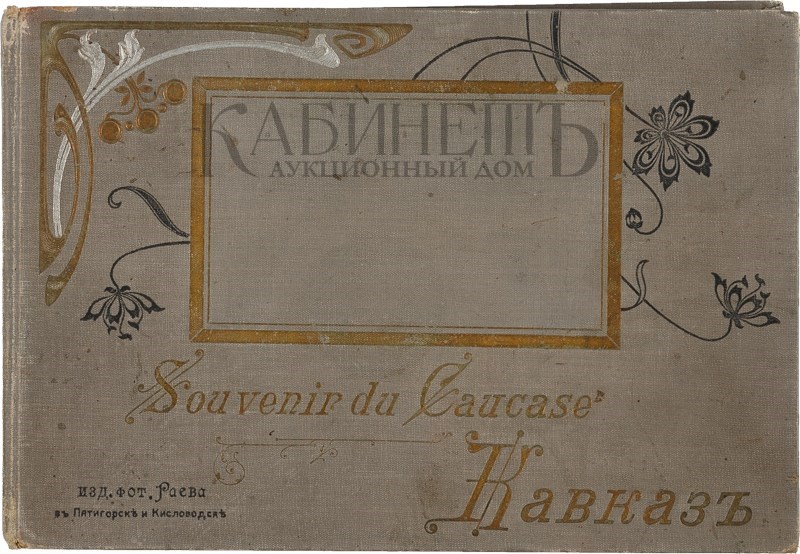 КАБИНЕТЪ
АУКЦИОННЫЙ ДОМ
Souvenir du Caucase
Кавказъ
изд. фот. Раева
въ Пятигорскѣ и Кисловодскѣ